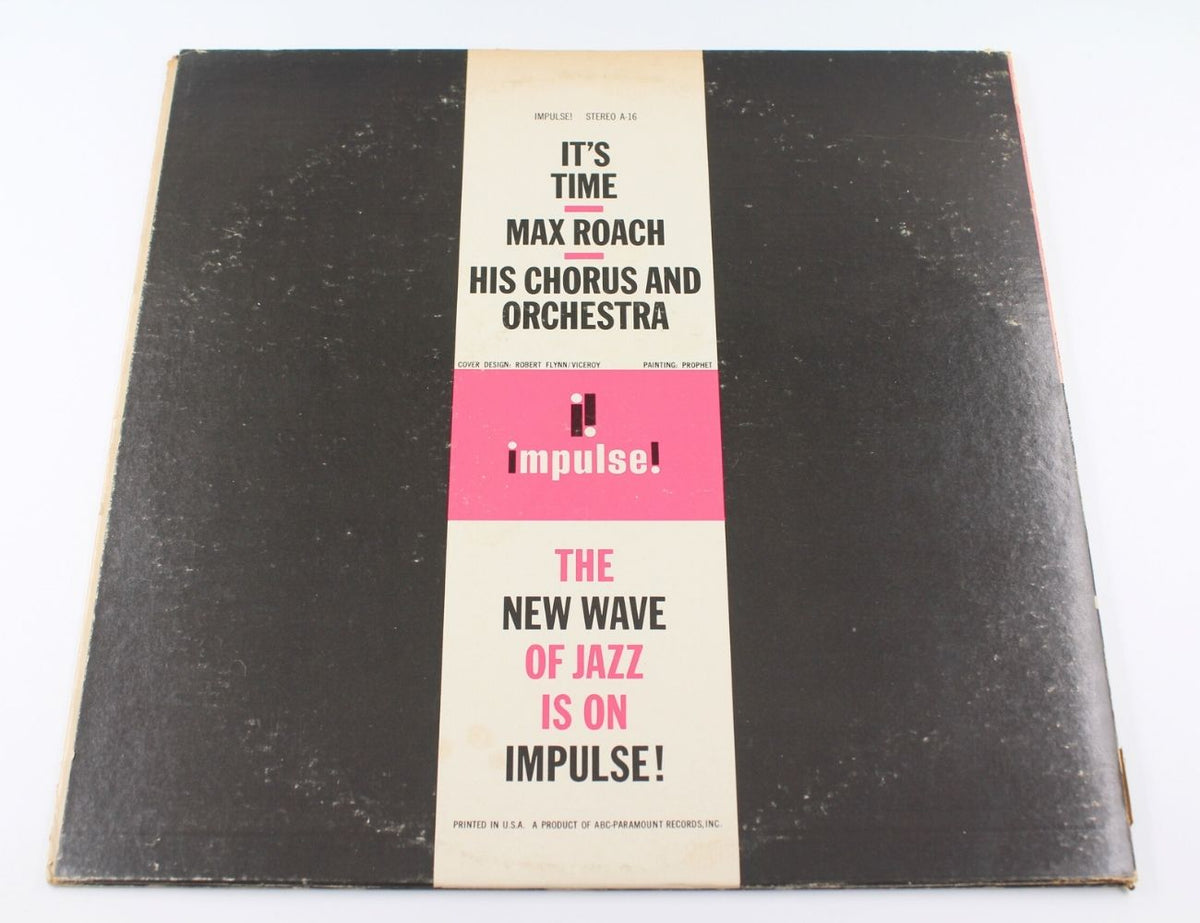 IMPULSE! STEREO A-16
IT'S
TIME
MAX ROACH
HIS CHORUS AND
ORCHESTRA
COVER DESIGN: ROBERT FLYNN/VICEROY PAINTING: PROPHET
i!
impulse!
THE
NEW WAVE
OF JAZZ
IS ON
IMPULSE!
PRINTED IN U.S.A. A PRODUCT OF ABC-PARAMOUNT RECORDS, INC.